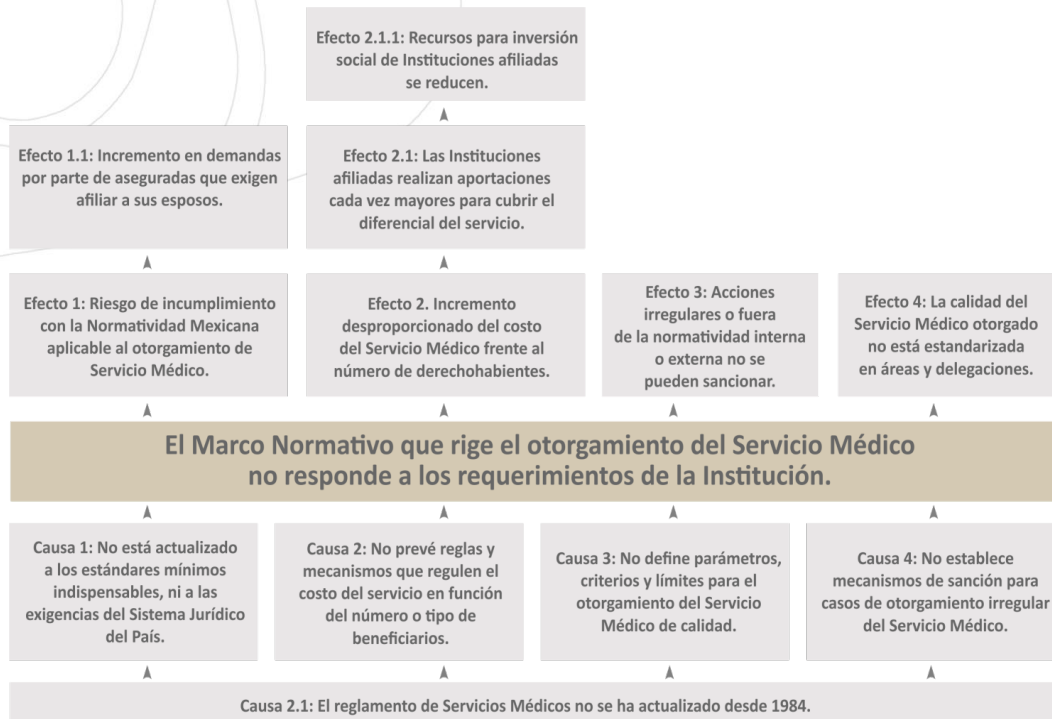 Efecto 2.1.1: Recursos para inversión
social de Instituciones afiliadas
se reducen.
Efecto 1.1: Incremento en demandas
por parte de aseguradas que exigen
afiliar a sus esposos.
Efecto 2.1: Las Instituciones
afiliadas realizan aportaciones
cada vez mayores para cubrir el
diferencial del servicio.
Efecto 1: Riesgo de incumplimiento
con la Normatividad Mexicana
aplicable al otorgamiento de
Servicio Médico.
Efecto 2. Incremento
desproporcionado del costo
del Servicio Médico frente al
número de derechohabientes.
Efecto 3: Acciones
irregulares o fuera
de la normatividad interna
o externa no se
pueden sancionar.
Efecto 4: La calidad del
Servicio Médico otorgado
no está estandarizada
en áreas y delegaciones.
El Marco Normativo que rige el otorgamiento del Servicio Médico
no responde a los requerimientos de la Institución.
Causa 1: No está actualizado
a los estándares mínimos
indispensables, ni a las
exigencias del Sistema Jurídico
del País.
Causa 2: No prevé reglas y
mecanismos que regulen el
costo del servicio en función
del número o tipo de
beneficiarios.
Causa 3: No define parámetros,
criterios y límites para el
otorgamiento del Servicio
Médico de calidad.
Causa 4: No establece
mecanismos de sanción para
casos de otorgamiento irregular
del Servicio Médico.
Causa 2.1: El reglamento de Servicios Médicos no se ha actualizado desde 1984.